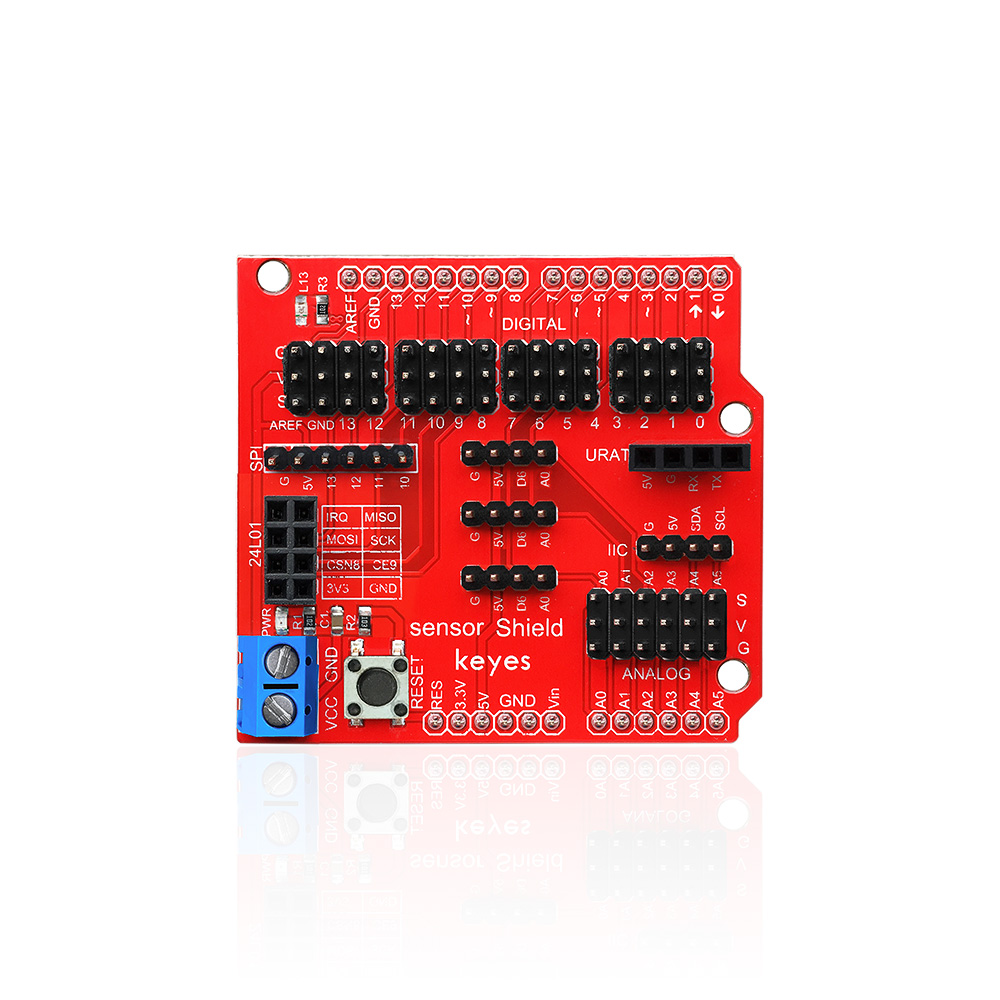 L13 R3 AREF GND 13 12 11 ~10 ~9 8 7 ~6 ~5 4 ~3 2 ↑1 ↓0
DIGITAL
G
V
S
AREF GND 13 12 11 10 9 8 7 6 5 4 3 2 1 0
SPI
G 5V 13 12 11 10
G 5V D6 A0
URAT
5V G RX TX
24L01
IRQ MISO
MOSI SCK
CSN8 CE9
3V3 GND
G 5V D6 A0
G 5V SDA SCL
IIC
A0 A1 A2 A3 A4 A5
G 5V D6 A0
S
V
G
PWR R1 C1 R2
sensor Shield
keyes
ANALOG
GND
VCC
RESET
RES 3.3V 5V GND Vin
A0 A1 A2 A3 A4 A5